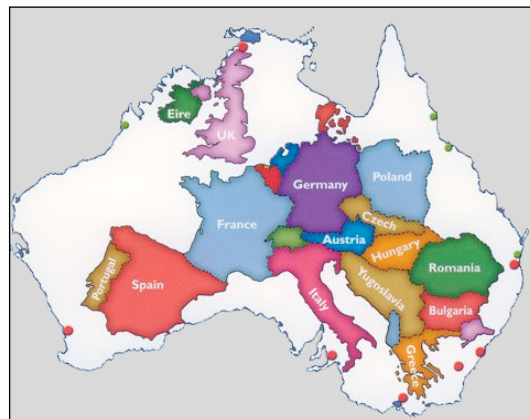 Eire
UK
Germany
Poland
France
Czech
Austria
Hungary
Portugal
Spain
Italy
Yugoslavia
Romania
Bulgaria
Greece